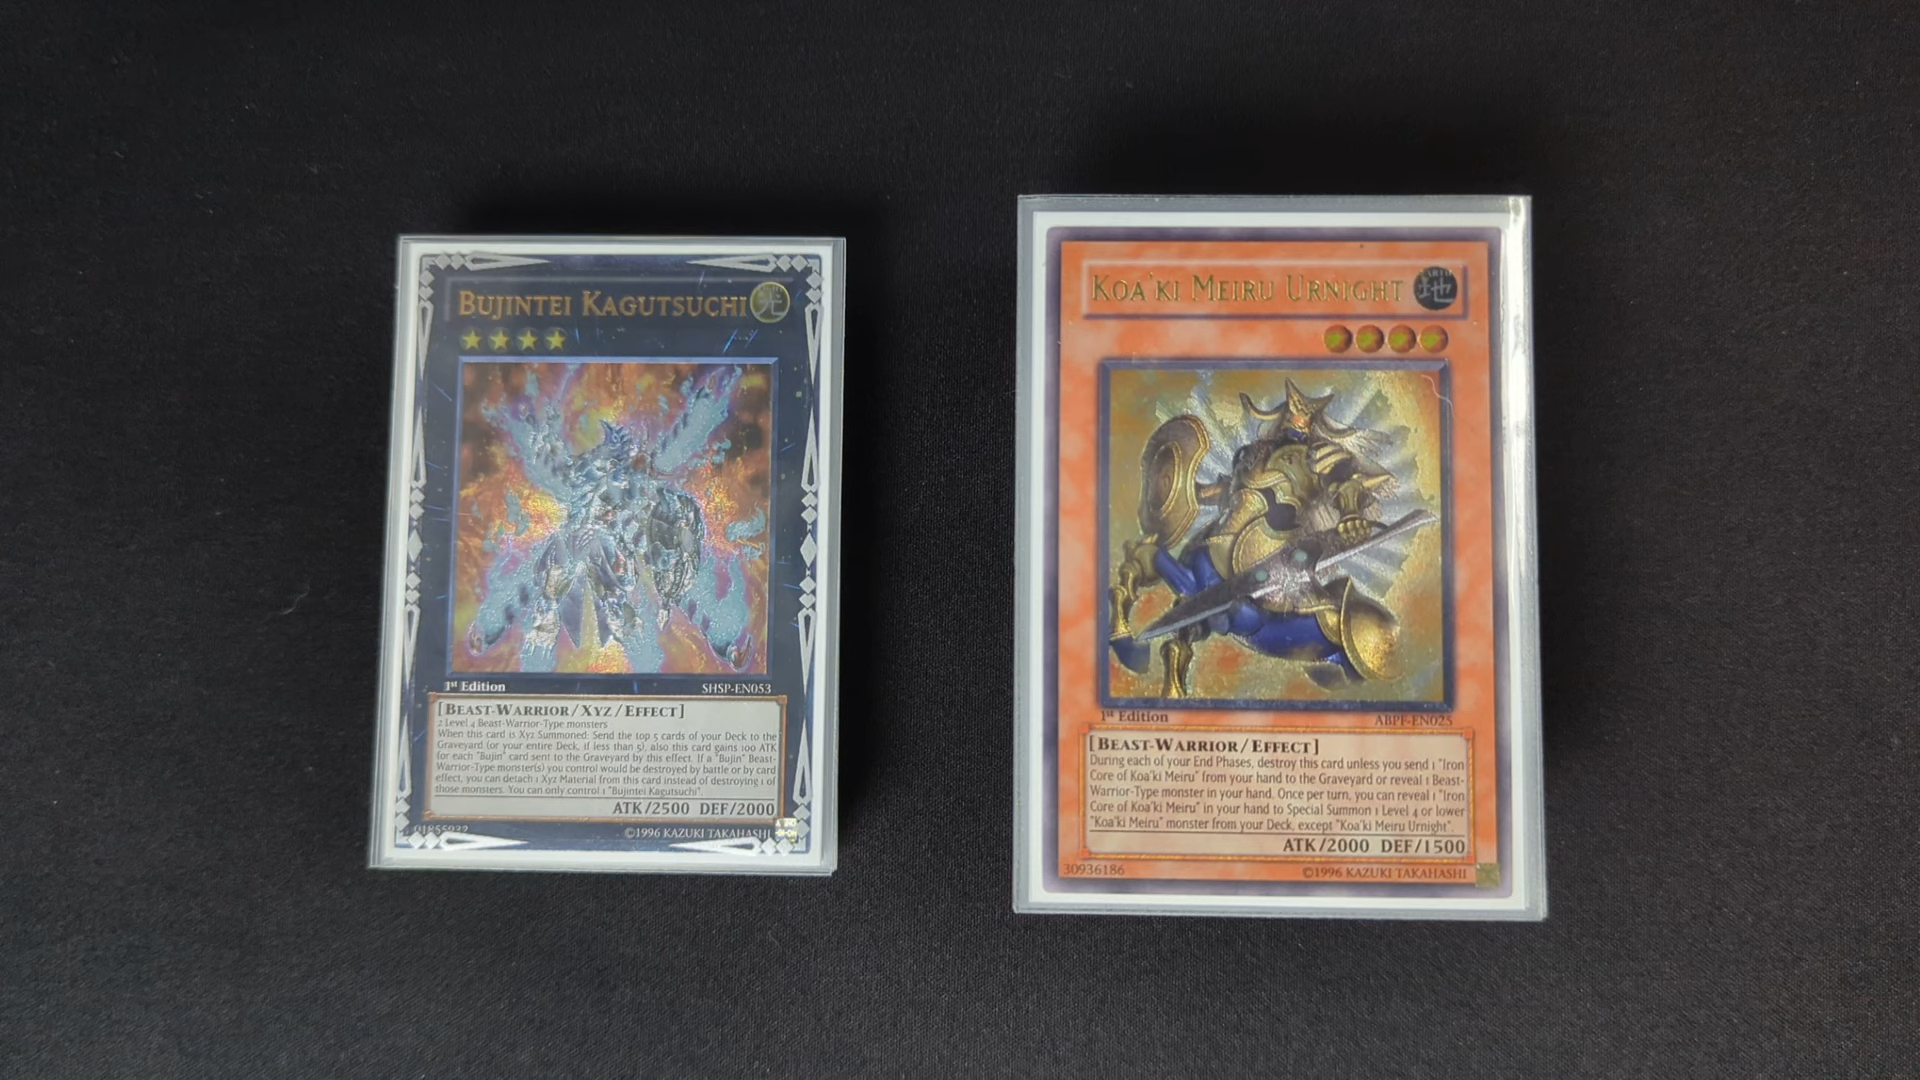 BUJINTEI KAGUTSUCHI
光
1st Edition
SHSP-EN053
[BEAST-WARRIOR/XYZ/EFFECT]
2 Level 4 Beast-Warrior-Type monsters
When this card is Xyz Summoned: Send the top 5 cards of your Deck to the
Graveyard (or your entire Deck, if less than 5), also this card gains 100 ATK
for each "Bujin" card sent to the Graveyard by this effect. If a "Bujin" Beast-
Warrior-Type monster(s) you control would be destroyed by battle or by card
effect, you can detach 1 Xyz Material from this card instead of destroying 1 of
those monsters. You can only control 1 "Bujintei Kagutsuchi".
ATK/2500 DEF/2000
01855932
©1996 KAZUKI TAKAHASHI
KOA'KI MEIRU URNIGHT
EARTH
地
1st Edition
ABPF-EN025
[BEAST-WARRIOR/EFFECT]
During each of your End Phases, destroy this card unless you send 1 "Iron
Core of Koa'ki Meiru" from your hand to the Graveyard or reveal 1 Beast-
Warrior-Type monster in your hand. Once per turn, you can reveal 1 "Iron
Core of Koa'ki Meiru" in your hand to Special Summon 1 Level 4 or lower
"Koa'ki Meiru" monster from your Deck, except "Koa'ki Meiru Urnight".
ATK/2000 DEF/1500
30936186
©1996 KAZUKI TAKAHASHI